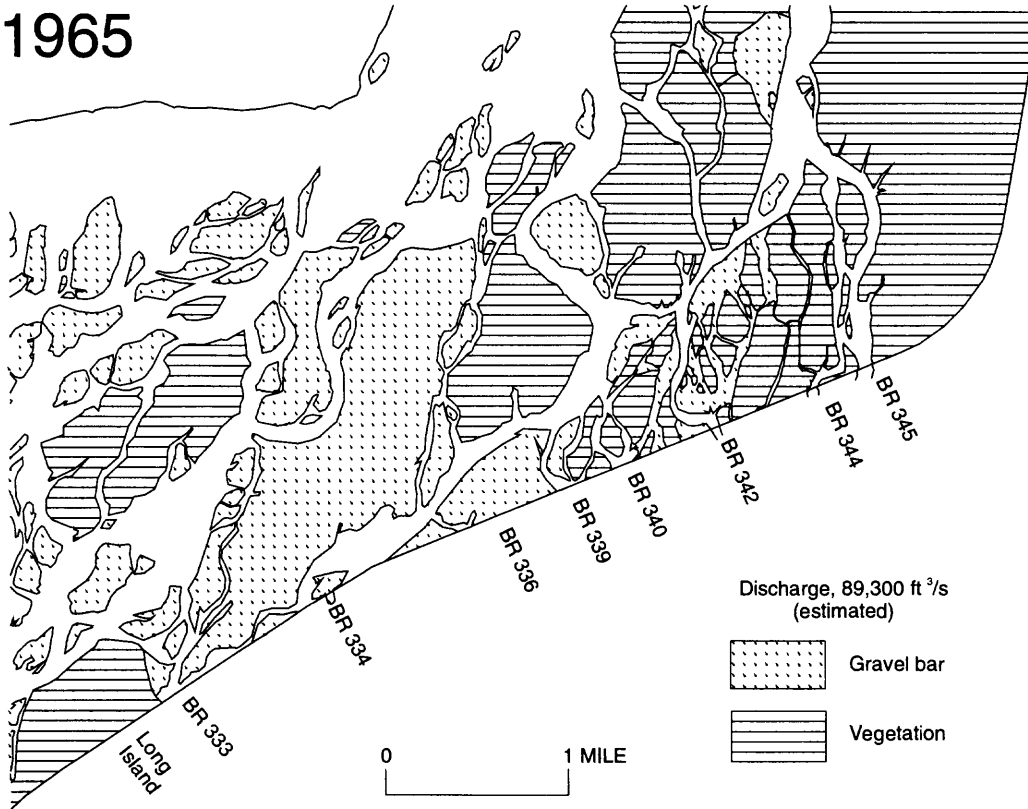 1965
BR 345
BR 344
BR 342
BR 340
BR 339
BR 336
BR 334
BR 333
Long
Island
Discharge, 89,300 ft³/s
(estimated)
Gravel bar
Vegetation
0 1 MILE